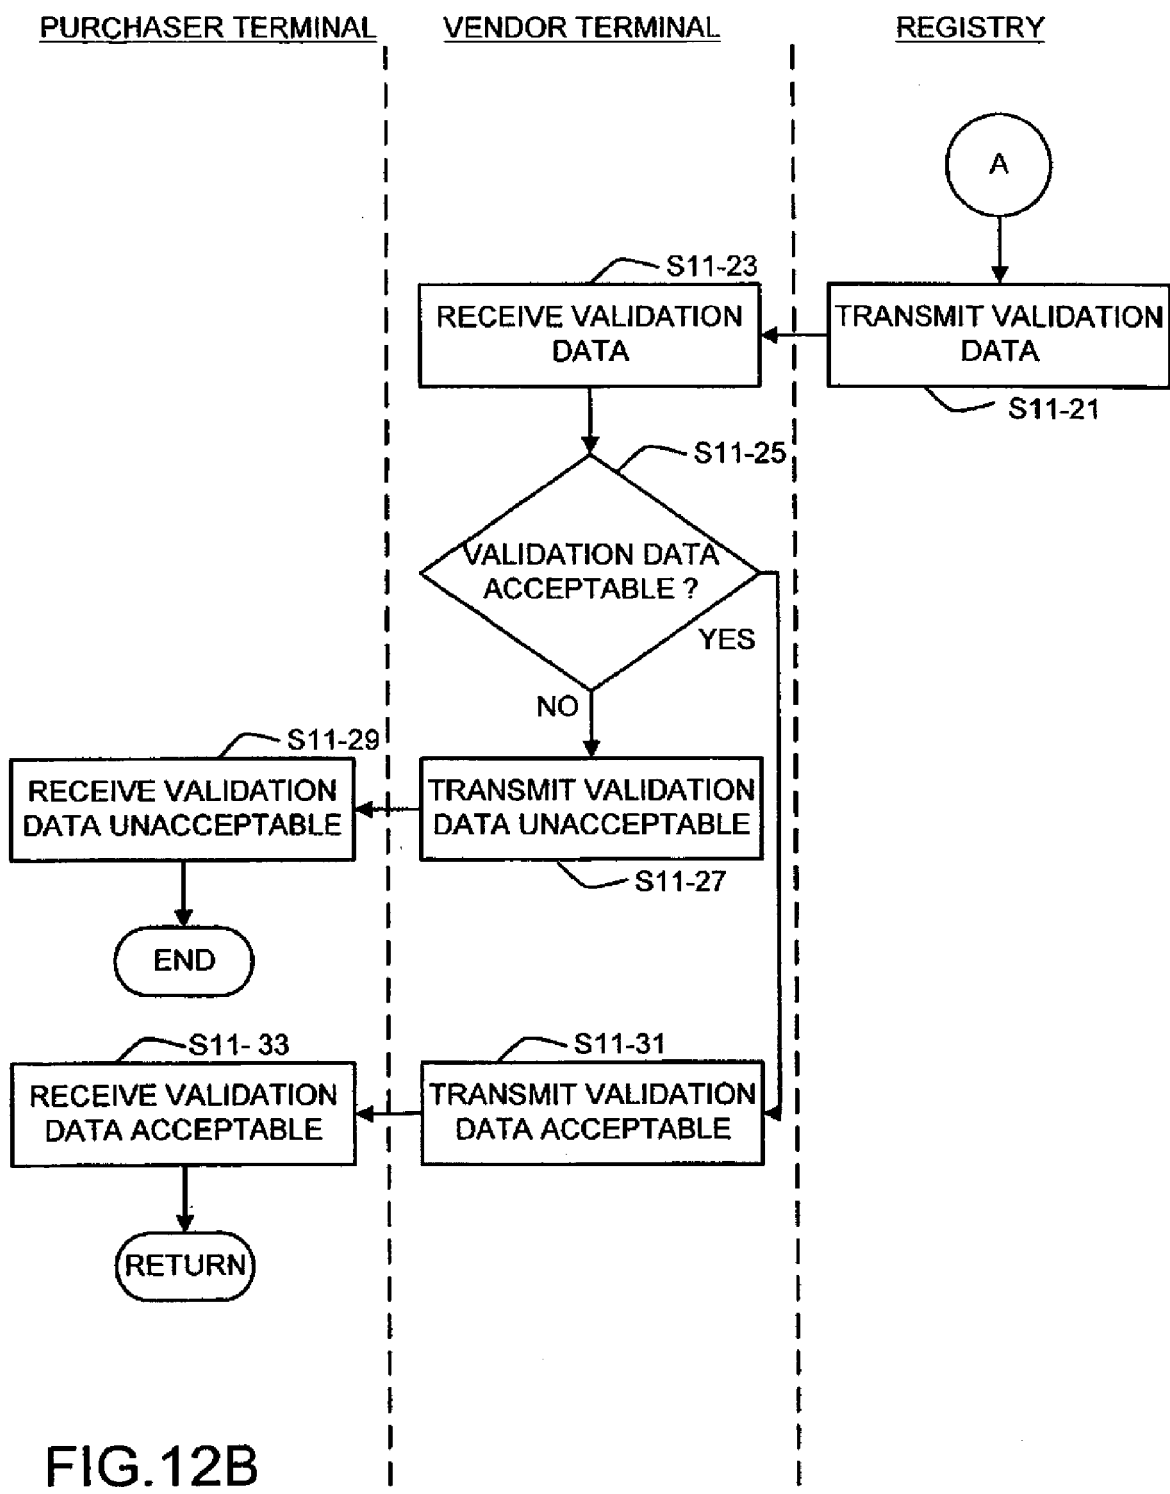 PURCHASER TERMINAL
VENDOR TERMINAL
REGISTRY
A
S11-23
RECEIVE VALIDATION
DATA
TRANSMIT VALIDATION
DATA
S11-21
S11-25
VALIDATION DATA
ACCEPTABLE ?
YES
NO
S11-29
RECEIVE VALIDATION
DATA UNACCEPTABLE
TRANSMIT VALIDATION
DATA UNACCEPTABLE
S11-27
END
S11- 33
RECEIVE VALIDATION
DATA ACCEPTABLE
S11-31
TRANSMIT VALIDATION
DATA ACCEPTABLE
RETURN
FIG.12B